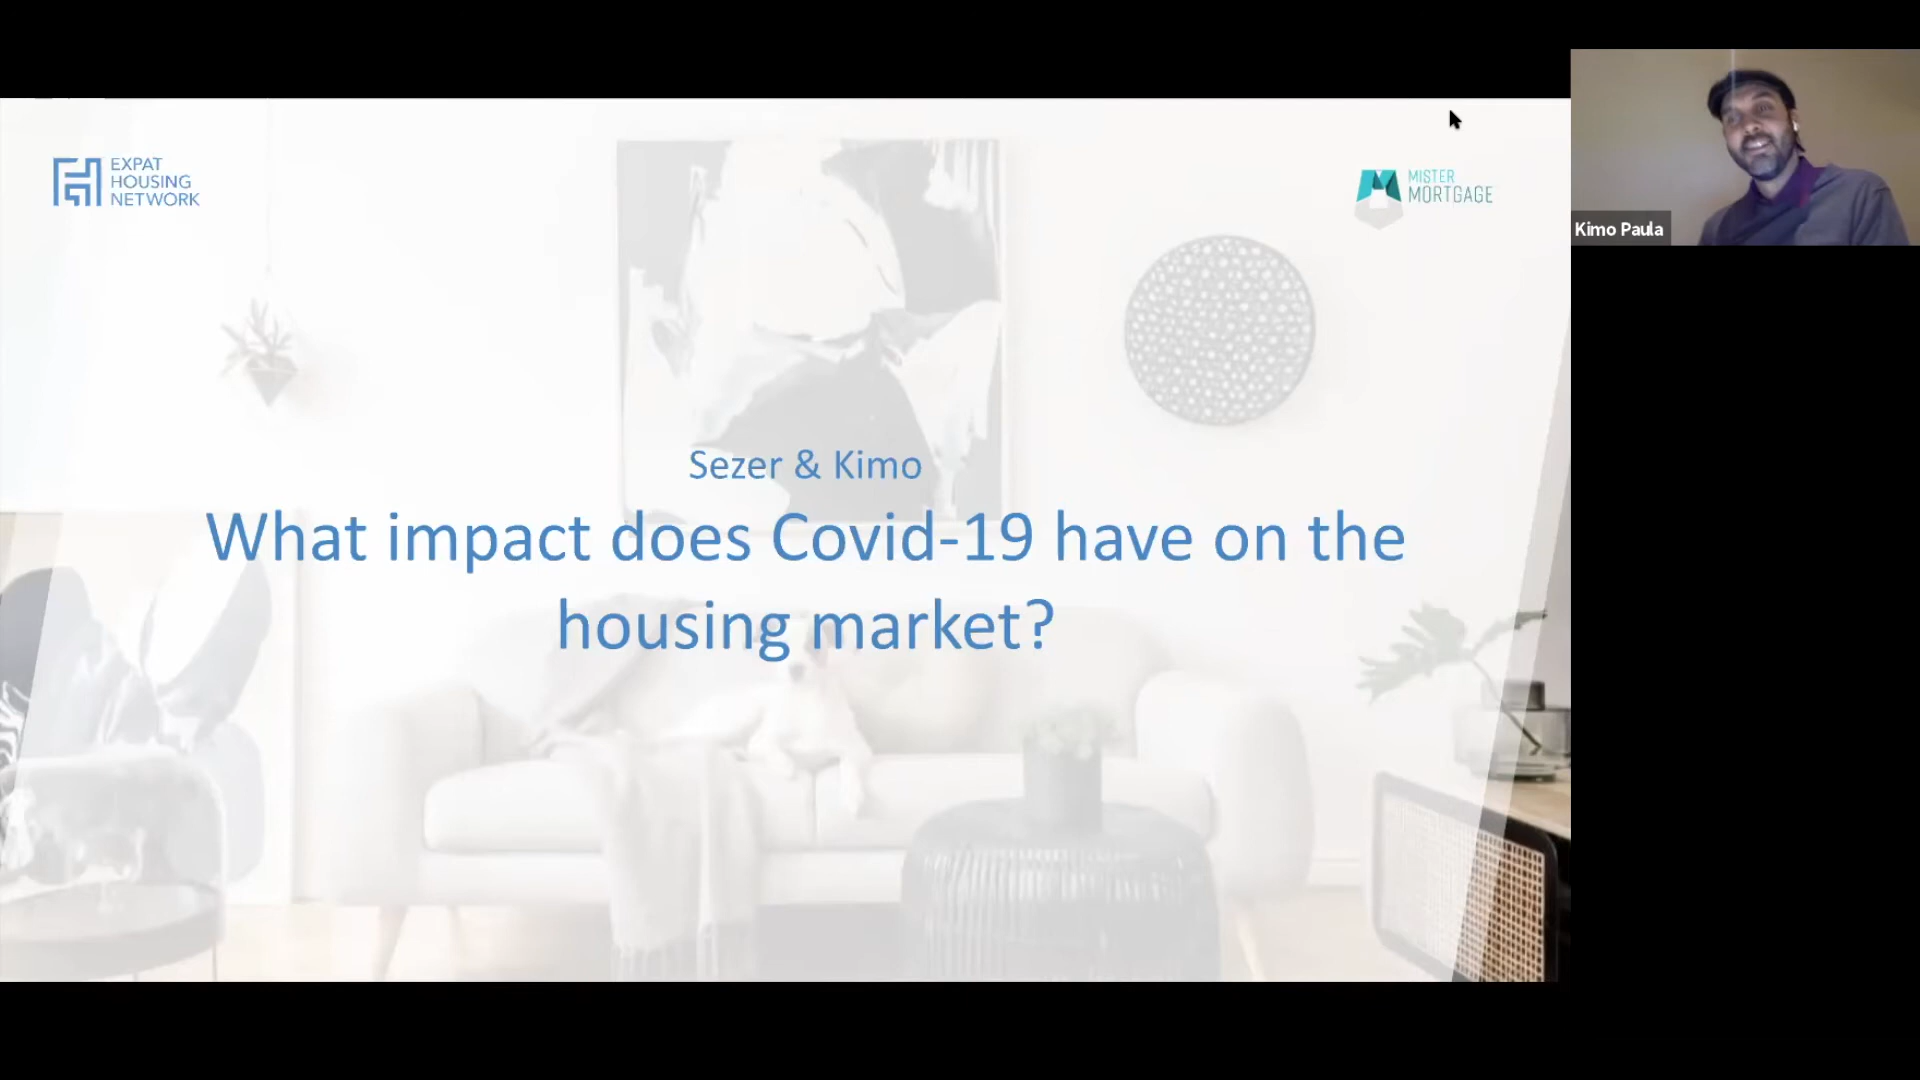 EXPAT
HOUSING
NETWORK
MISTER
MORTGAGE
Kimo Paula
Sezer & Kimo
What impact does Covid-19 have on the
housing market?